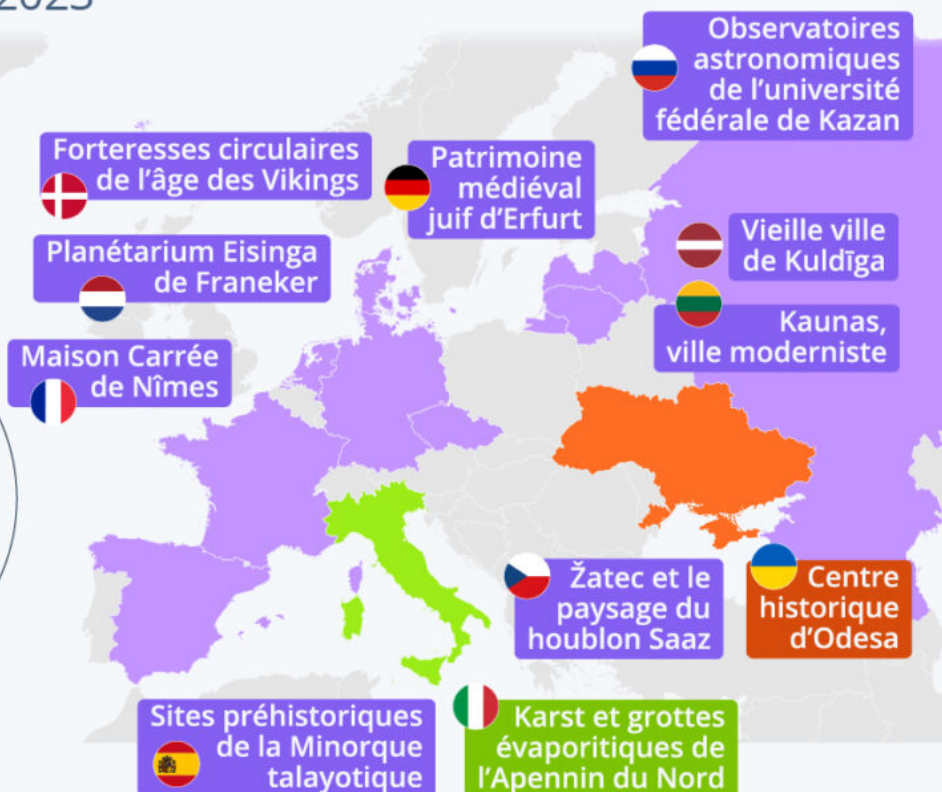 2023
Observatoires
astronomiques
de l'université
fédérale de Kazan
Forteresses circulaires
de l'âge des Vikings
Patrimoine
médiéval
juif d'Erfurt
Planétarium Eisinga
de Franeker
Vieille ville
de Kuldīga
Kaunas,
ville moderniste
Maison Carrée
de Nîmes
Žatec et le
paysage du
houblon Saaz
Centre
historique
d'Odesa
Sites préhistoriques
de la Minorque
talayotique
Karst et grottes
évaporitiques de
l'Apennin du Nord